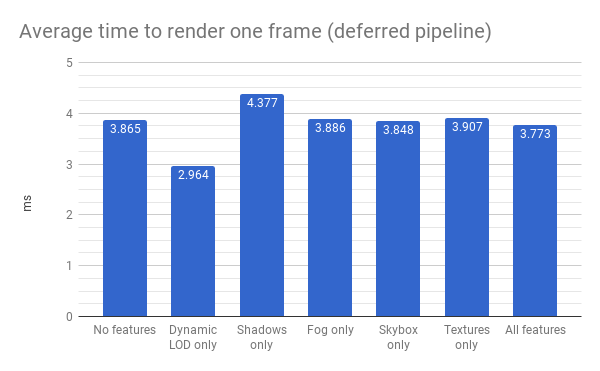 Average time to render one frame (deferred pipeline)
5
4
3
2
1
0
ms
3.865
2.964
4.377
3.886
3.848
3.907
3.773
No features
Dynamic
LOD only
Shadows
only
Fog only
Skybox
only
Textures
only
All features